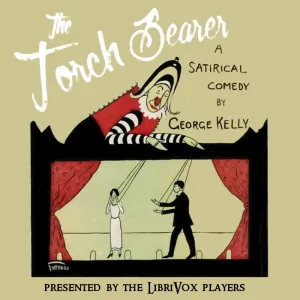 The
Torch Bearer
A
SATIRICAL
COMEDY
BY
GEORGE KELLY
PRESENTED BY THE LIBRIVOX PLAYERS